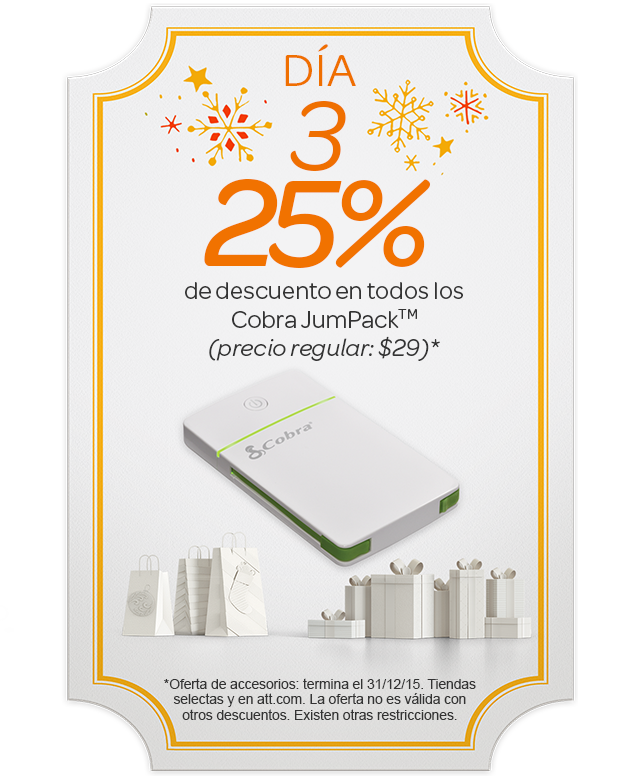 DÍA
3
25%
de descuento en todos los
Cobra JumPack™
(precio regular: $29)*
Cobra®
*Oferta de accesorios: termina el 31/12/15. Tiendas
selectas y en att.com. La oferta no es válida con
otros descuentos. Existen otras restricciones.